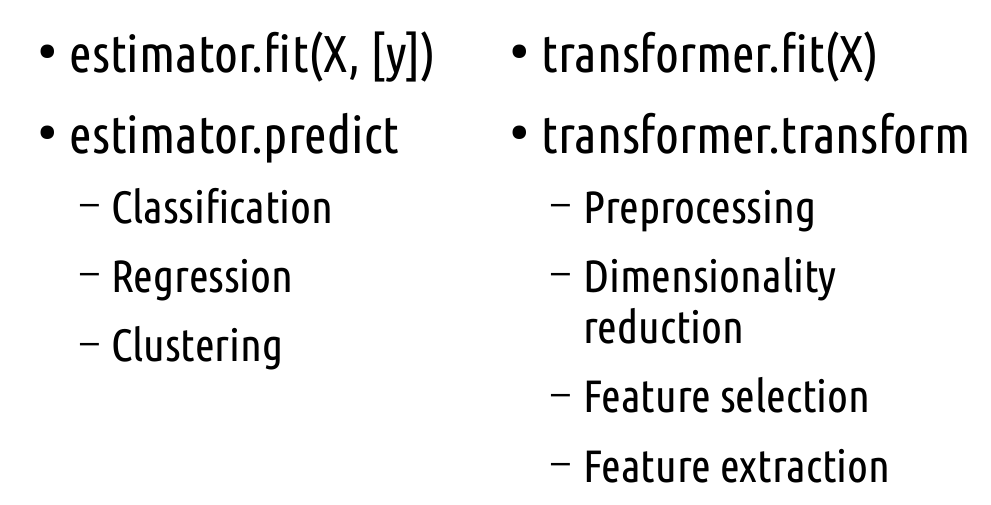 • estimator.fit(X, [y])
• estimator.predict
– Classification
– Regression
– Clustering
• transformer.fit(X)
• transformer.transform
– Preprocessing
– Dimensionality
reduction
– Feature selection
– Feature extraction